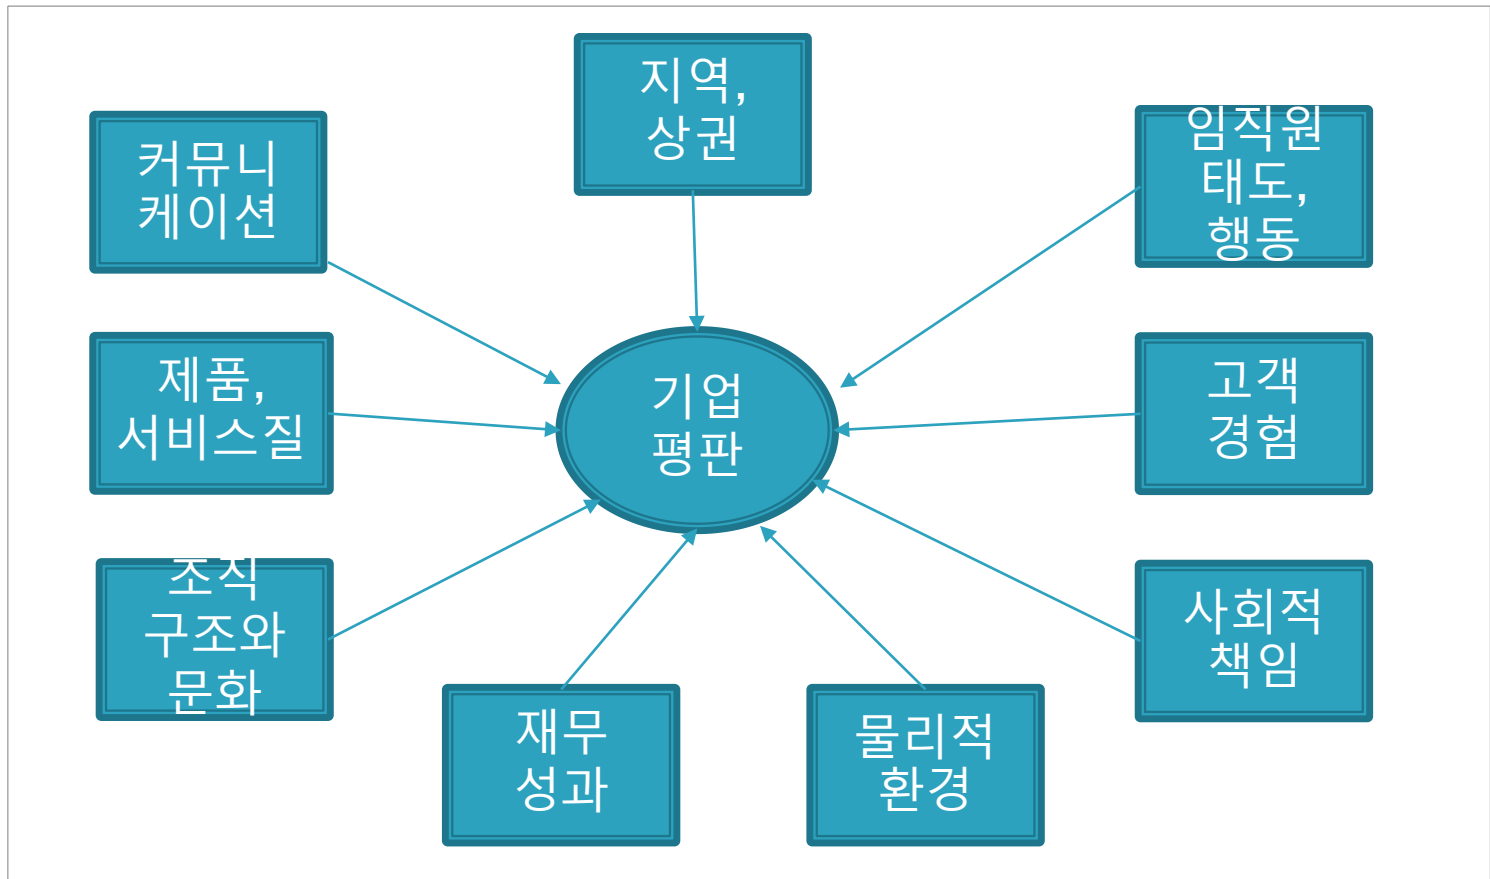 지역,
상권
커뮤니
케이션
임직원
태도,
행동
제품,
서비스질
기업
평판
고객
경험
조직
구조와
문화
사회적
책임
재무
성과
물리적
환경